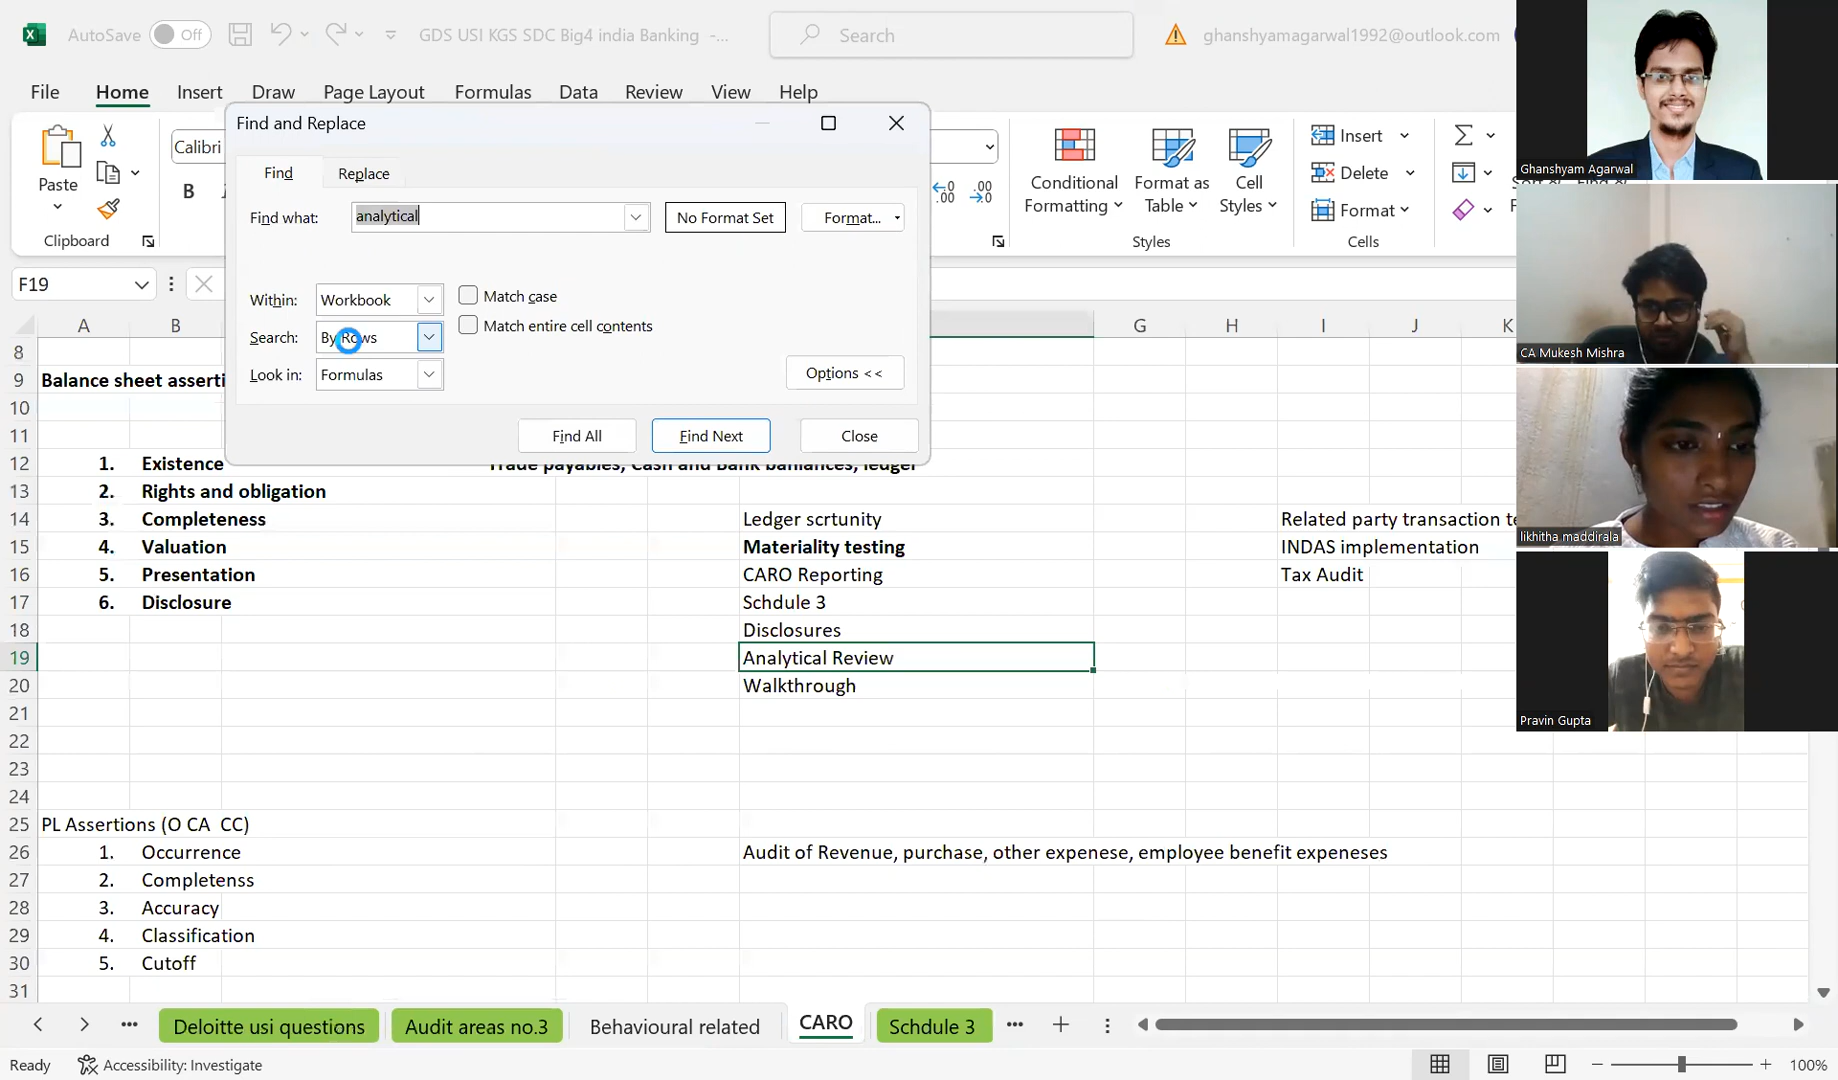 AutoSave Off GDS USI KGS SDC Big4 india Banking -... Search ghanshyamagarwal1992@outlook.com
File Home Insert Draw Page Layout Formulas Data Review View Help
Paste
Clipboard
Calibri
B
Conditional Formatting
Format as Table
Cell Styles
Styles
Insert
Delete
Format
Cells
Find and Replace
Find Replace
Find what: analytical No Format Set Format...
Within: Workbook Match case
Search: By Rows Match entire cell contents
Look in: Formulas Options <<
Find All Find Next Close
F19
A B G H I J K
8
9 Balance sheet asserti
10
11
12 1. Existence Trade payables, Cash and Bank banlances, ledger
13 2. Rights and obligation
14 3. Completeness Ledger scrtunity Related party transaction te
15 4. Valuation Materiality testing INDAS implementation
16 5. Presentation CARO Reporting Tax Audit
17 6. Disclosure Schdule 3
18 Disclosures
19 Analytical Review
20 Walkthrough
21
22
23
24
25 PL Assertions (O CA CC)
26 1. Occurrence Audit of Revenue, purchase, other expenese, employee benefit expeneses
27 2. Completenss
28 3. Accuracy
29 4. Classification
30 5. Cutoff
31
Deloitte usi questions Audit areas no.3 Behavioural related CARO Schdule 3
Ready Accessibility: Investigate 100%
Ghanshyam Agarwal
CA Mukesh Mishra
likhitha maddirala
Pravin Gupta